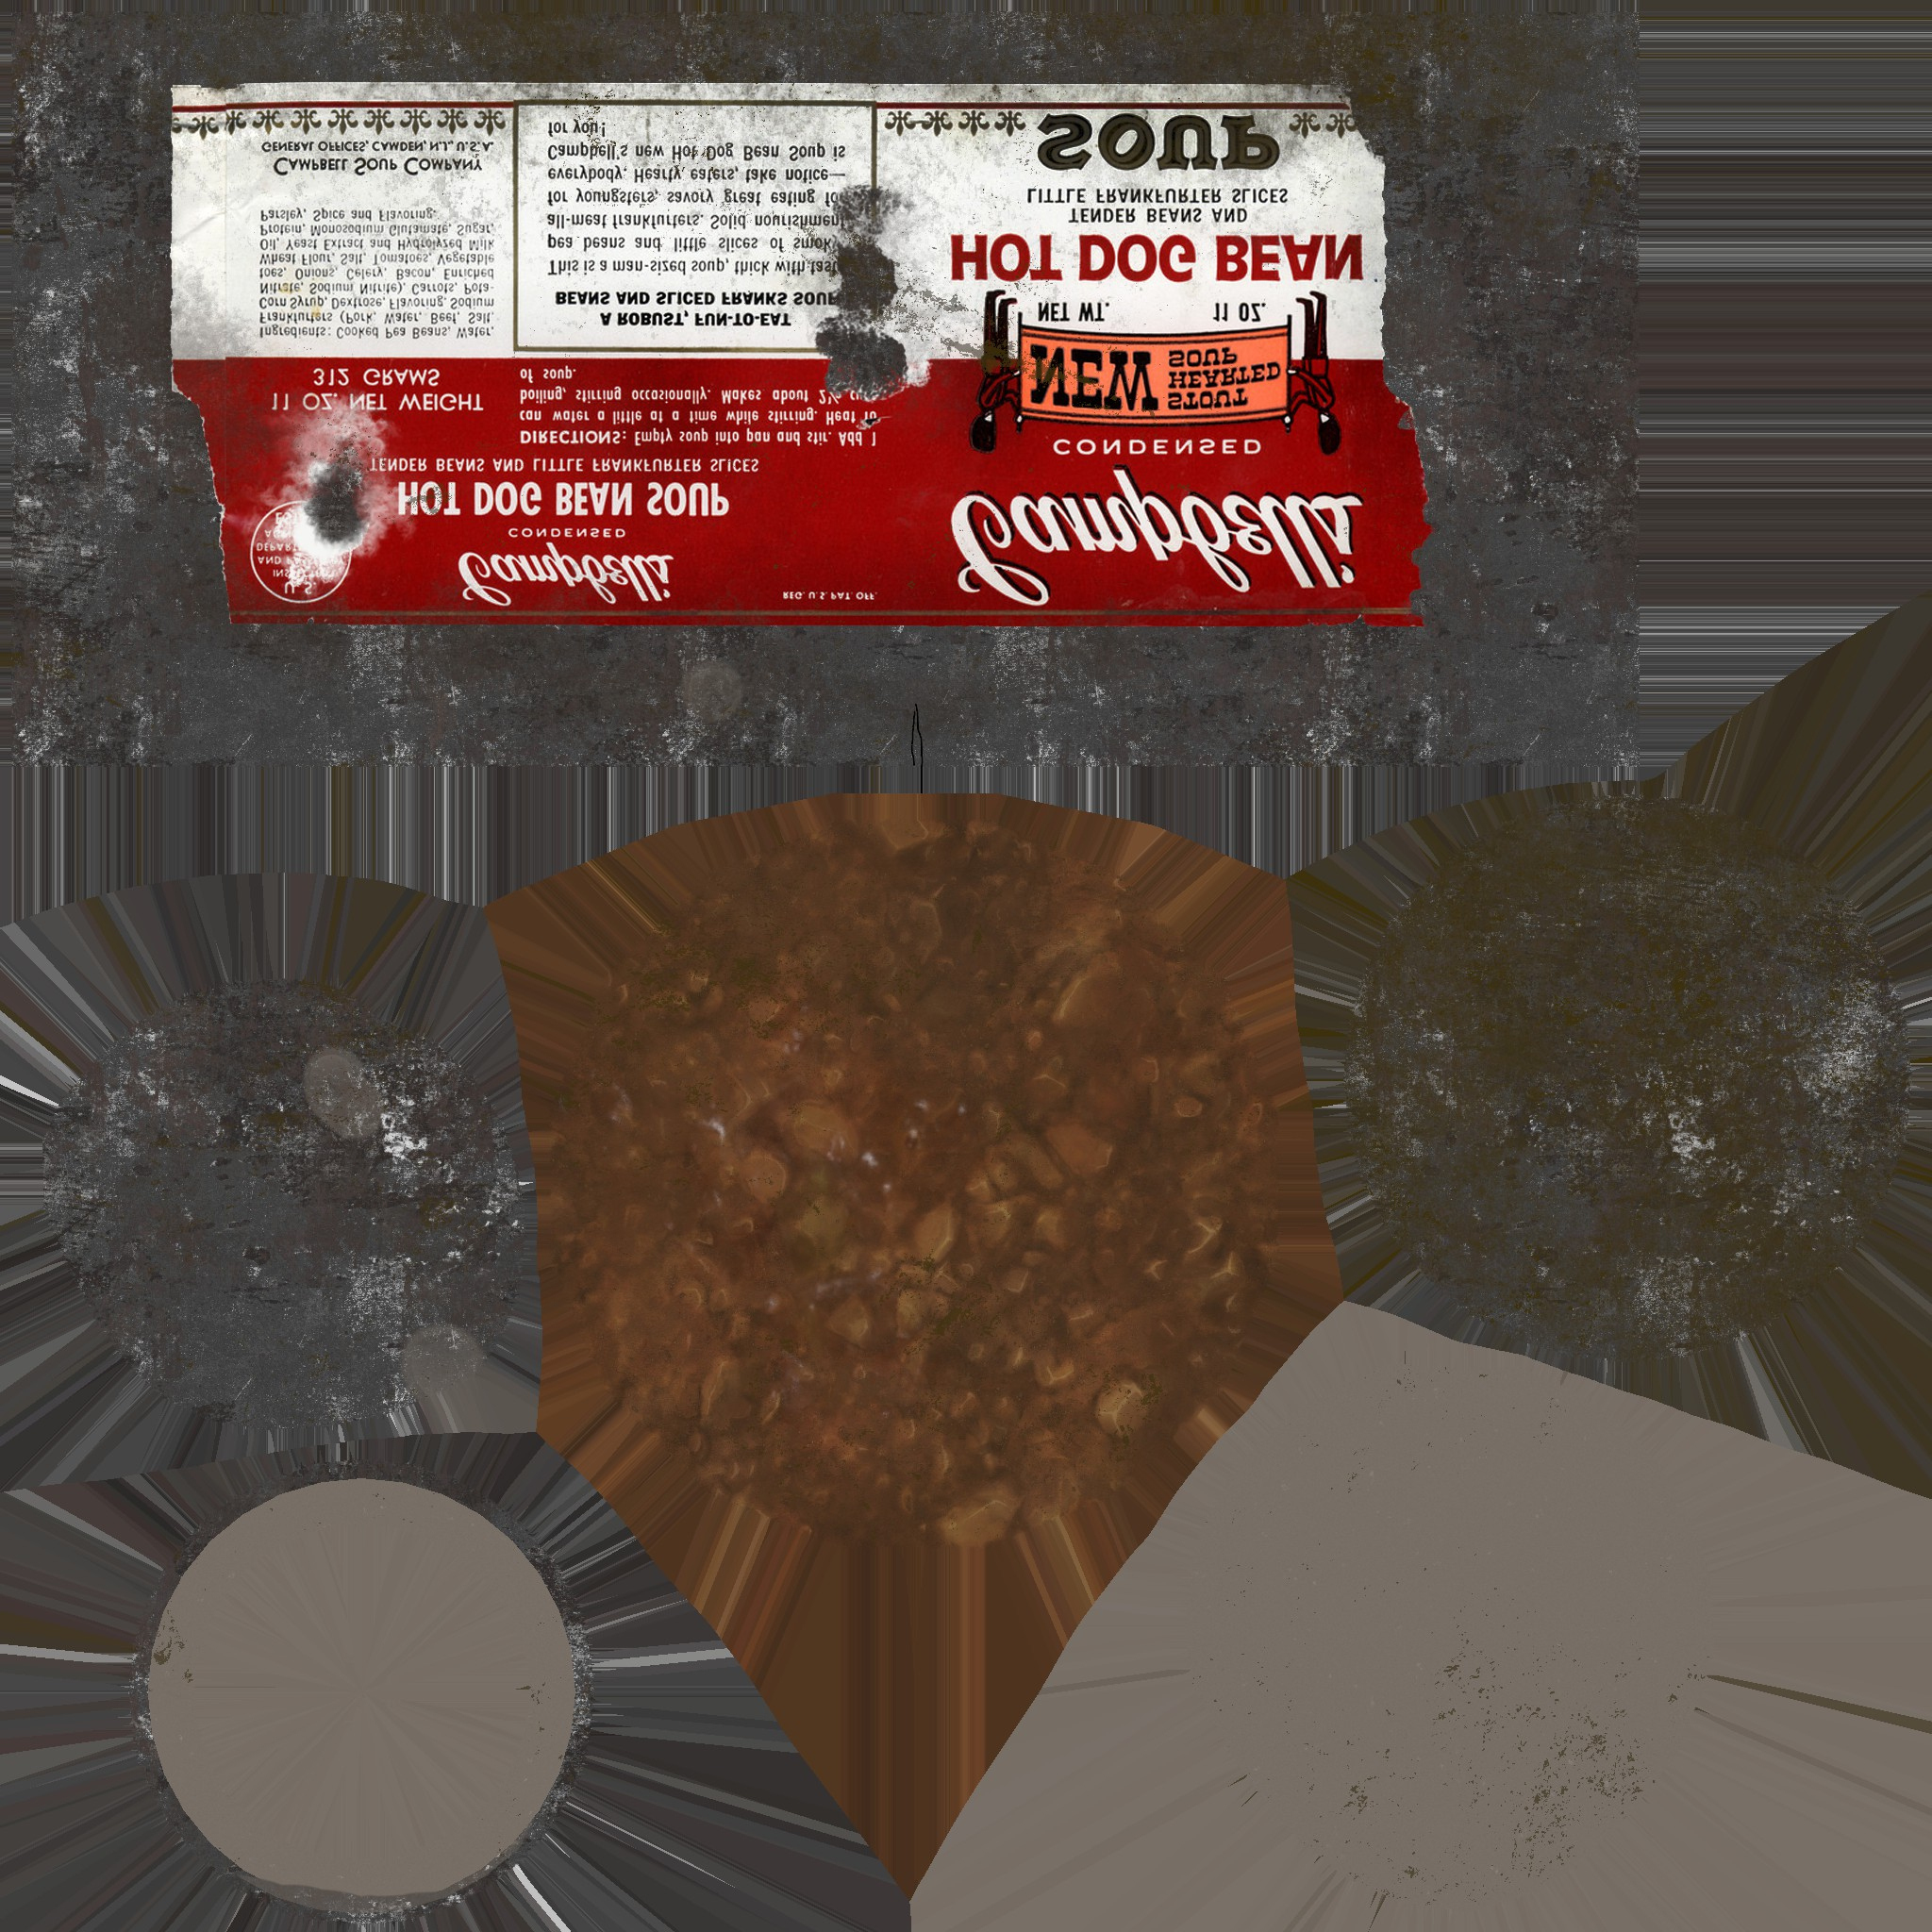 U. S.
Campbell's
CONDENSED
HOT DOG BEAN SOUP
TENDER BEANS AND LITTLE FRANKFURTER SLICES
REG. U.S. PAT. OFF.
11 OZ. NET WEIGHT
312 GRAMS
DIRECTIONS: Empty soup into pan and stir. Add 1
can water a little at a time while stirring. Heat to
boiling, stirring occasionally. Makes about
of soup.
Ingredients: Cooked Pea Beans, Water,
Frankfurters (Pork, Water, Beef, Salt,
Corn Syrup, Dextrose, Flavoring, Sodium
Nitrate, Sodium Nitrite) Carrots, Pota-
toes, Onions, Celery, Bacon, Enriched
Wheat Flour, Salt, Tomatoes, Vegetable
Oil, Yeast Extract and Hydrolyzed Milk
Protein, Monosodium Glutamate, Sugar,
Parsley, Spice and Flavoring.
CAMPBELL SOUP COMPANY
GENERAL OFFICES, CAMDEN, N.J., U.S.A.
A ROBUST, FUN-TO-EAT
BEANS AND SLICED FRANKS SOUP
This is a man-sized soup, thick with
pea beans and little slices of
all-meat frankfurters. Solid nourishment
for youngsters, savory great eating for
everybody. Hearty eaters, take notice—
Campbell's new Hot Dog Bean Soup is
for you!
Campbell's
CONDENSED
NEW
STOUT
HEARTED
SOUP
NET WT. 11 OZ.
HOT DOG BEAN
TENDER BEANS AND
LITTLE FRANKFURTER SLICES
SOUP